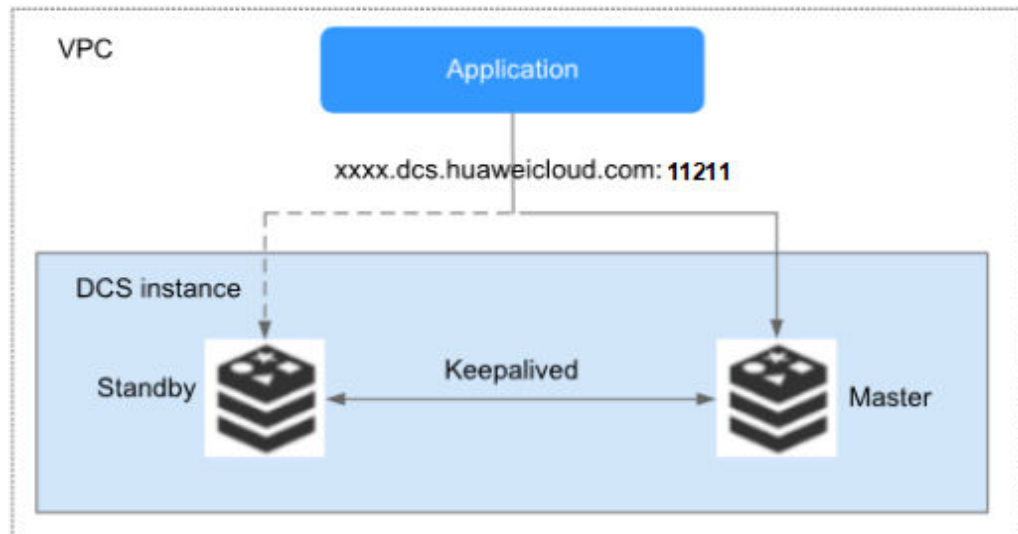 VPC
Application
xxxx.dcs.huaweicloud.com: 11211
DCS instance
Keepalived
Standby
Master